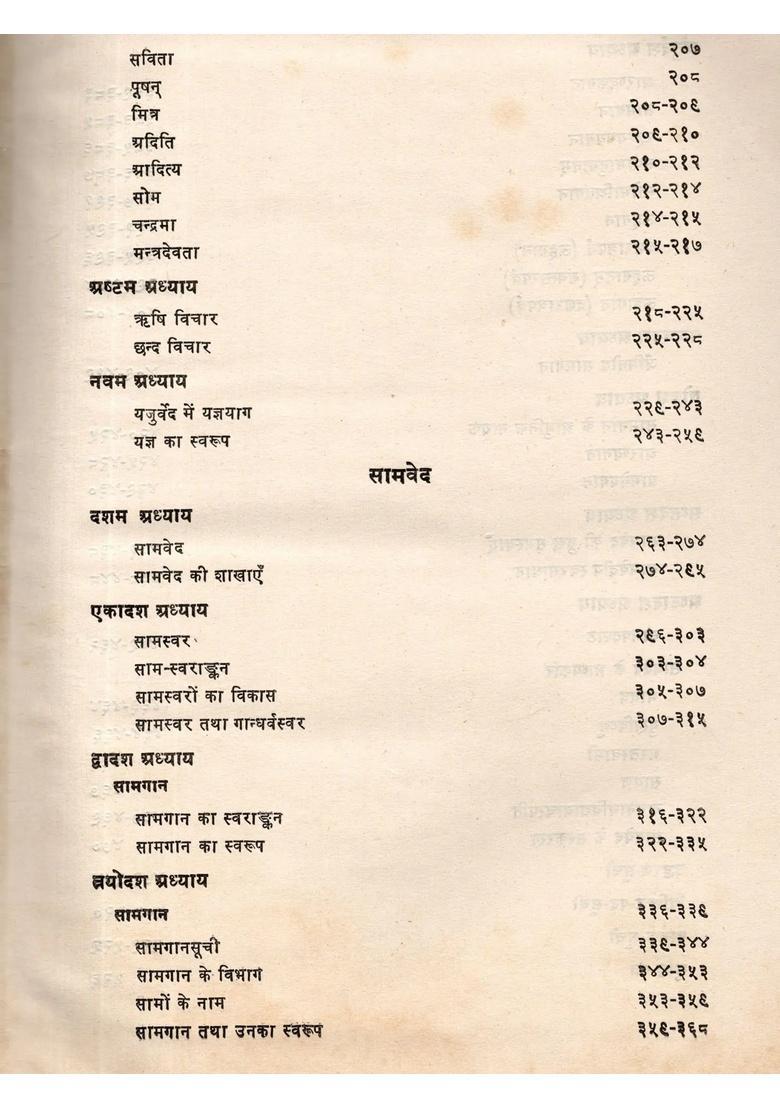 सविता २०७
पूषन् २०८
मित्र २०८-२०९
अदिति २०९-२१०
आदित्य २१०-२१२
सोम २१२-२१४
चन्द्रमा २१४-२१५
मन्त्रदेवता २१५-२१७
अष्टम अध्याय
ऋषि विचार २१८-२२५
छन्द विचार २२५-२२८
नवम अध्याय
यजुर्वेद में यज्ञयाग २२९-२४३
यज्ञ का स्वरूप २४३-२५९
सामवेद
दशम अध्याय
सामवेद २६३-२७४
सामवेद की शाखाएँ २७४-२९५
एकादश अध्याय
सामस्वर २९६-३०३
साम-स्वराङ्कन ३०३-३०४
सामस्वरों का विकास ३०५-३०७
सामस्वर तथा गान्धर्वस्वर ३०७-३१५
द्वादश अध्याय
सामगान
सामगान का स्वराङ्कन ३१६-३२२
सामगान का स्वरूप ३२२-३३५
त्रयोदश अध्याय
सामगान ३३६-३३९
सामगानसूची ३३९-३४४
सामगान के विभाग ३४४-३५३
सामों के नाम ३५३-३५९
सामगान तथा उनका स्वरूप ३५९-३६८